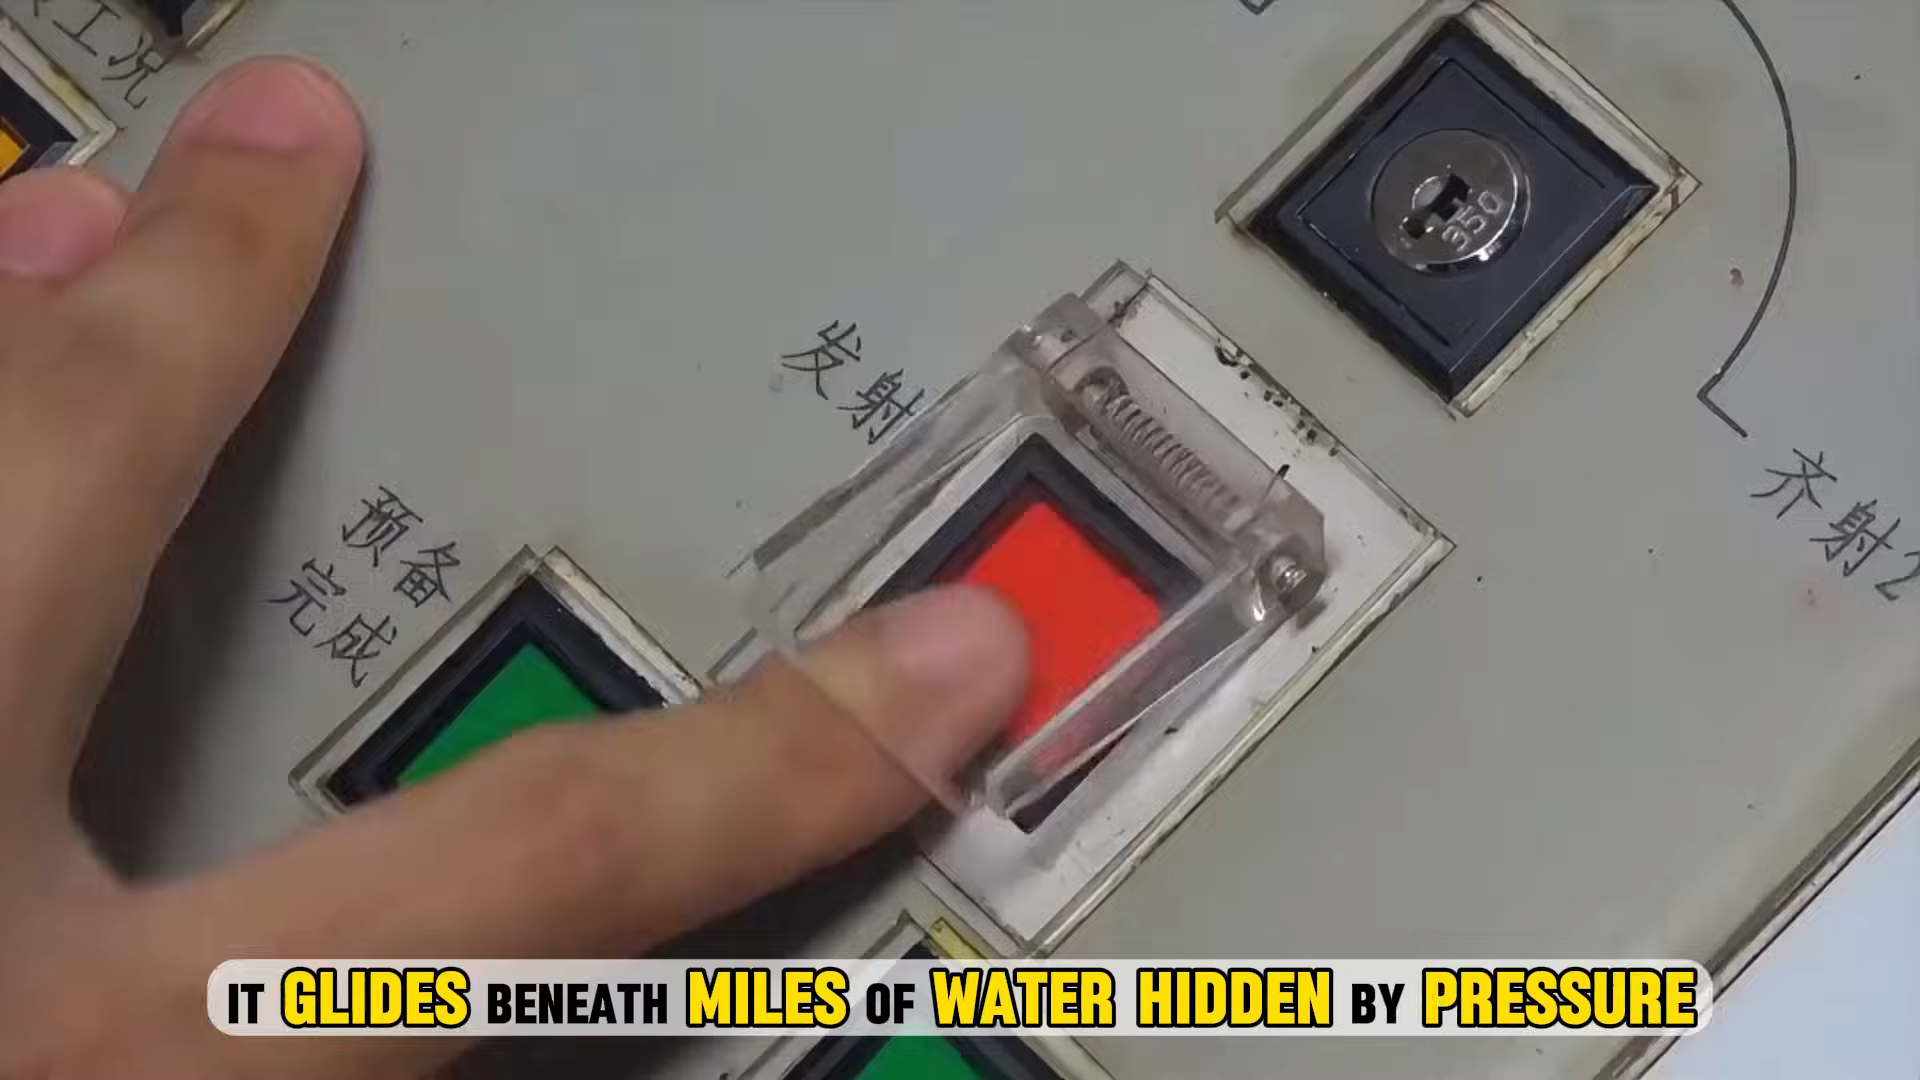 工况
950
发射
预备
完成
齐射2
IT GLIDES BENEATH MILES OF WATER HIDDEN BY PRESSURE